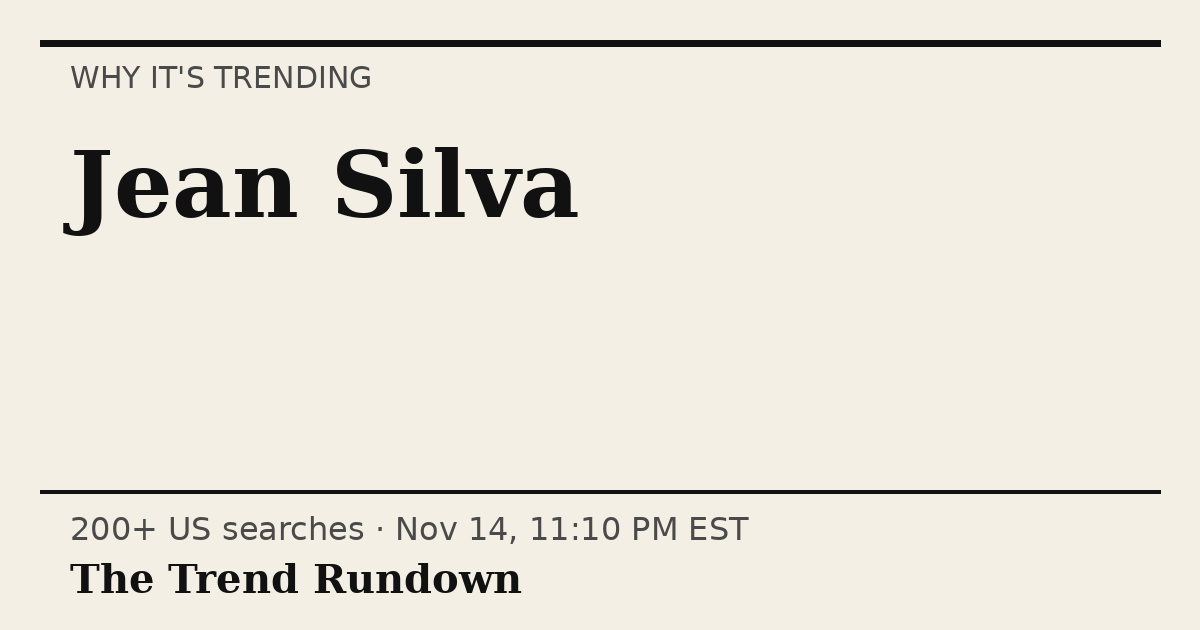 WHY IT'S TRENDING
Jean Silva
200+ US searches · Nov 14, 11:10 PM EST
The Trend Rundown